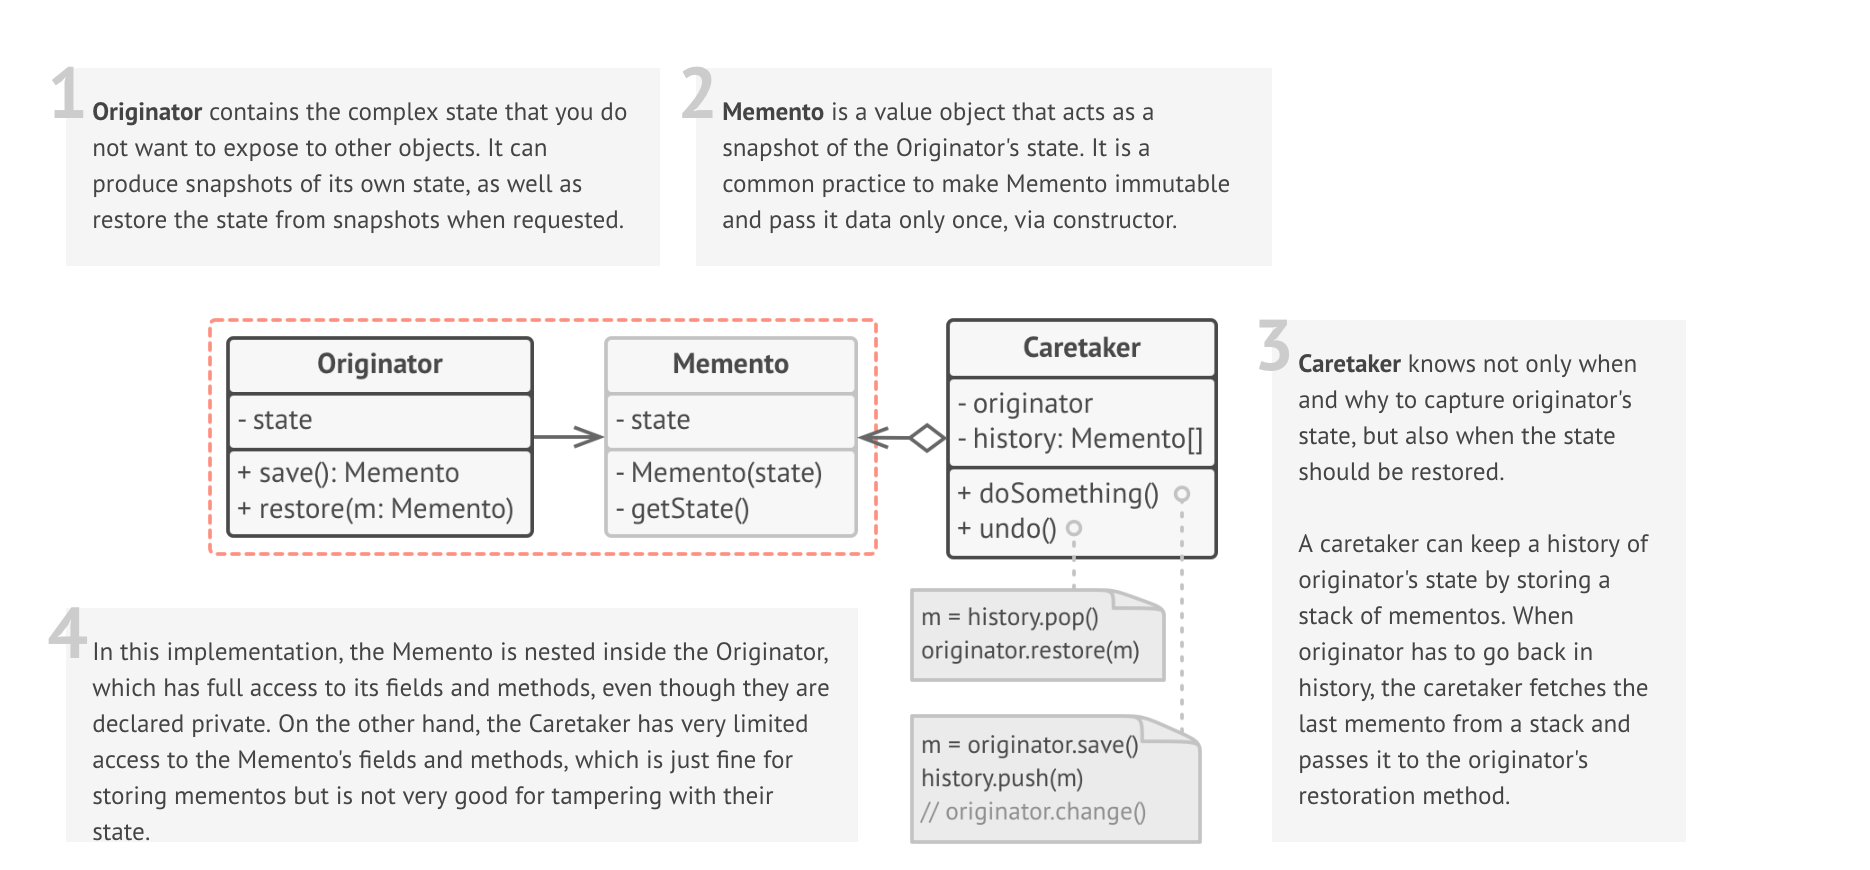 1
Originator contains the complex state that you do
not want to expose to other objects. It can
produce snapshots of its own state, as well as
restore the state from snapshots when requested.
2
Memento is a value object that acts as a
snapshot of the Originator's state. It is a
common practice to make Memento immutable
and pass it data only once, via constructor.
Originator
- state
+ save(): Memento
+ restore(m: Memento)
Memento
- state
- Memento(state)
- getState()
Caretaker
- originator
- history: Memento[]
+ doSomething()
+ undo()
m = history.pop()
originator.restore(m)
m = originator.save()
history.push(m)
// originator.change()
3
Caretaker knows not only when
and why to capture originator's
state, but also when the state
should be restored.
A caretaker can keep a history of
originator's state by storing a
stack of mementos. When
originator has to go back in
history, the caretaker fetches the
last memento from a stack and
passes it to the originator's
restoration method.
4
In this implementation, the Memento is nested inside the Originator,
which has full access to its fields and methods, even though they are
declared private. On the other hand, the Caretaker has very limited
access to the Memento's fields and methods, which is just fine for
storing mementos but is not very good for tampering with their
state.